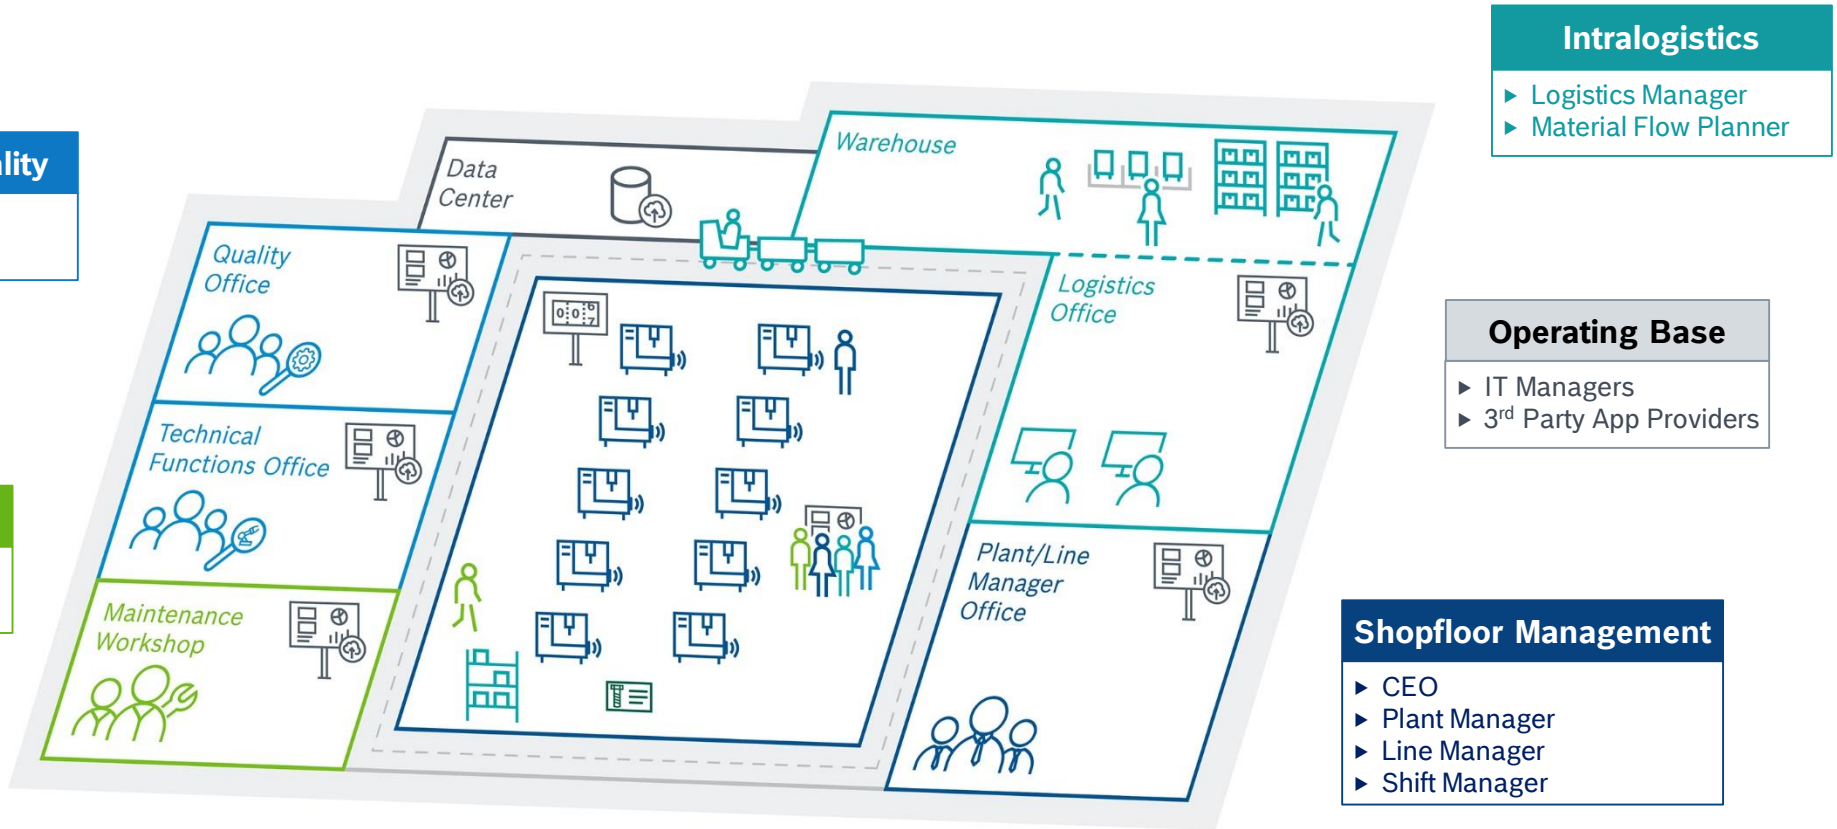 Intralogistics
▸ Logistics Manager
▸ Material Flow Planner
Warehouse
Data
Center
lity
Quality
Office
Logistics
Office
Operating Base
▸ IT Managers
▸ 3rd Party App Providers
Technical
Functions Office
Plant/Line
Manager
Office
Maintenance
Workshop
Shopfloor Management
▸ CEO
▸ Plant Manager
▸ Line Manager
▸ Shift Manager